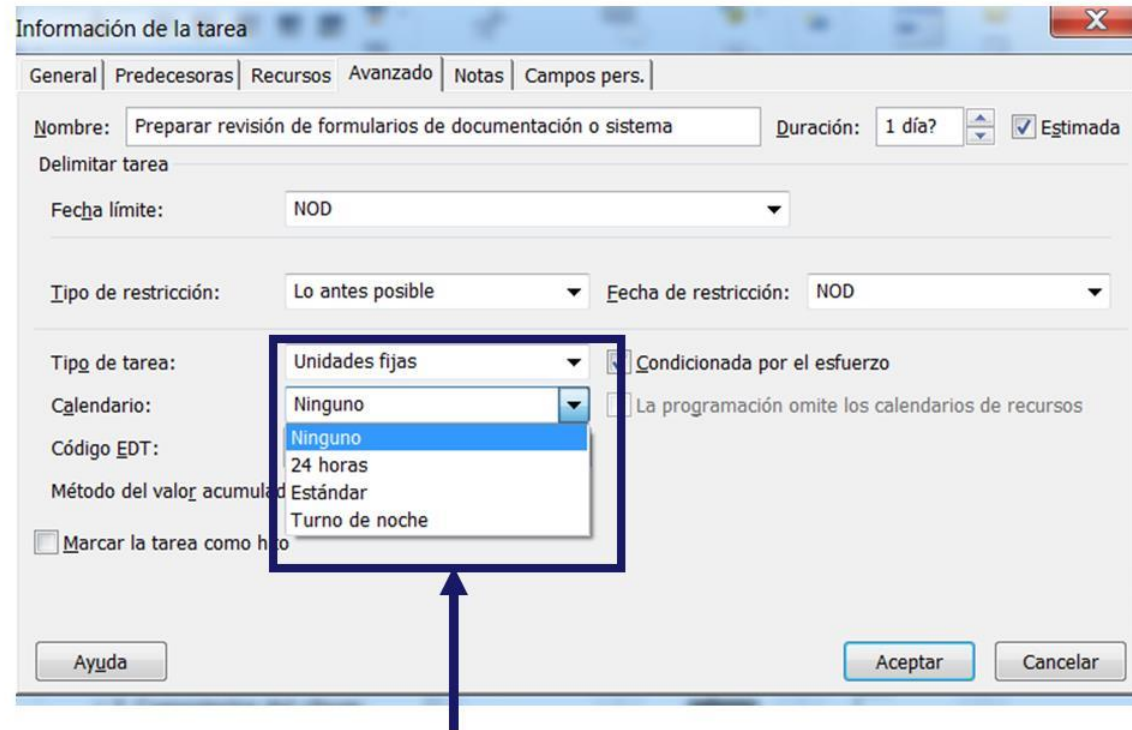 Información de la tarea
General Predecesoras Recursos Avanzado Notas Campos pers.
Nombre: Preparar revisión de formularios de documentación o sistema Duración: 1 día? Estimada
Delimitar tarea
Fecha límite: NOD
Tipo de restricción: Lo antes posible Fecha de restricción: NOD
Tipo de tarea: Unidades fijas Condicionada por el esfuerzo
Calendario: Ninguno La programación omite los calendarios de recursos
Ninguno
Código EDT:
24 horas
Método del valor acumulad Estándar
Turno de noche
Marcar la tarea como hito
Ayuda Aceptar Cancelar